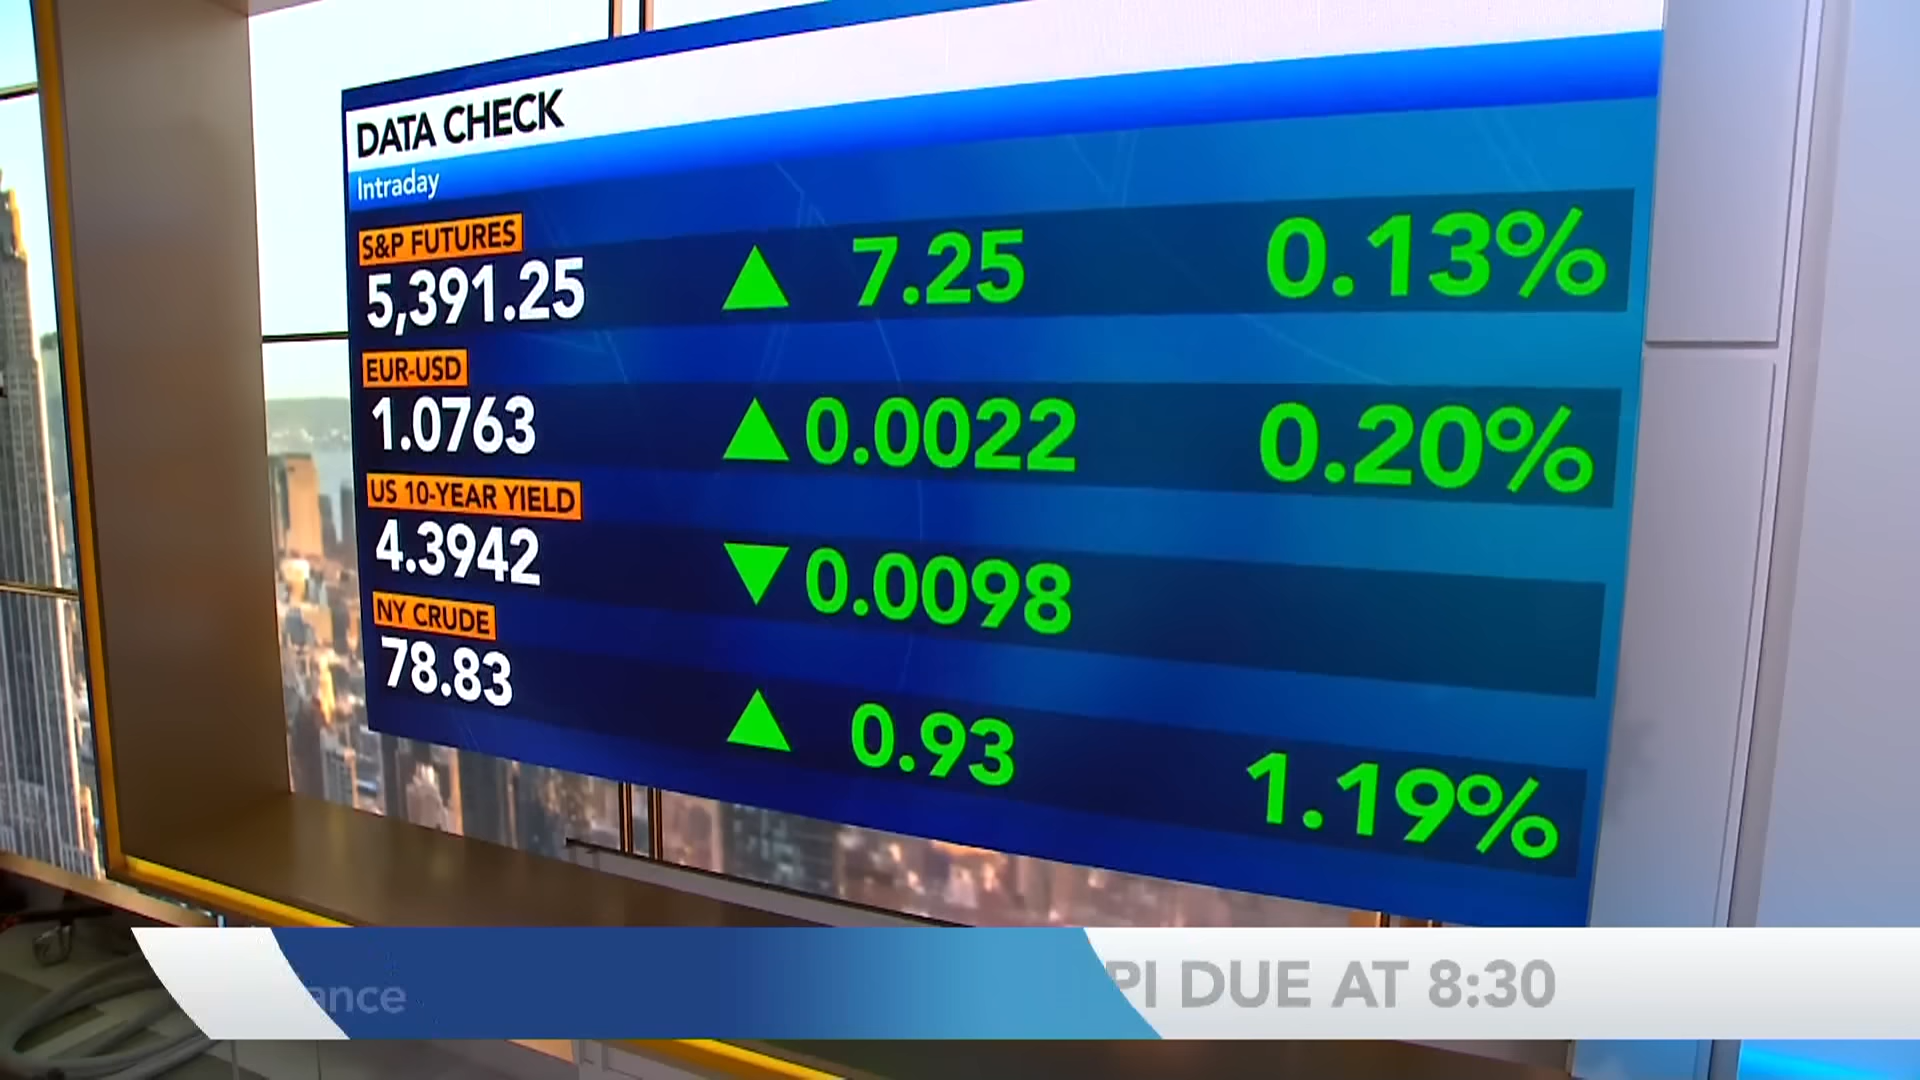 DATA CHECK
Intraday
S&P FUTURES
5,391.25 ▲ 7.25 0.13%
EUR-USD
1.0763 ▲ 0.0022 0.20%
US 10-YEAR YIELD
4.3942 ▼ 0.0098
NY CRUDE
78.83 ▲ 0.93 1.19%
DUE AT 8:30